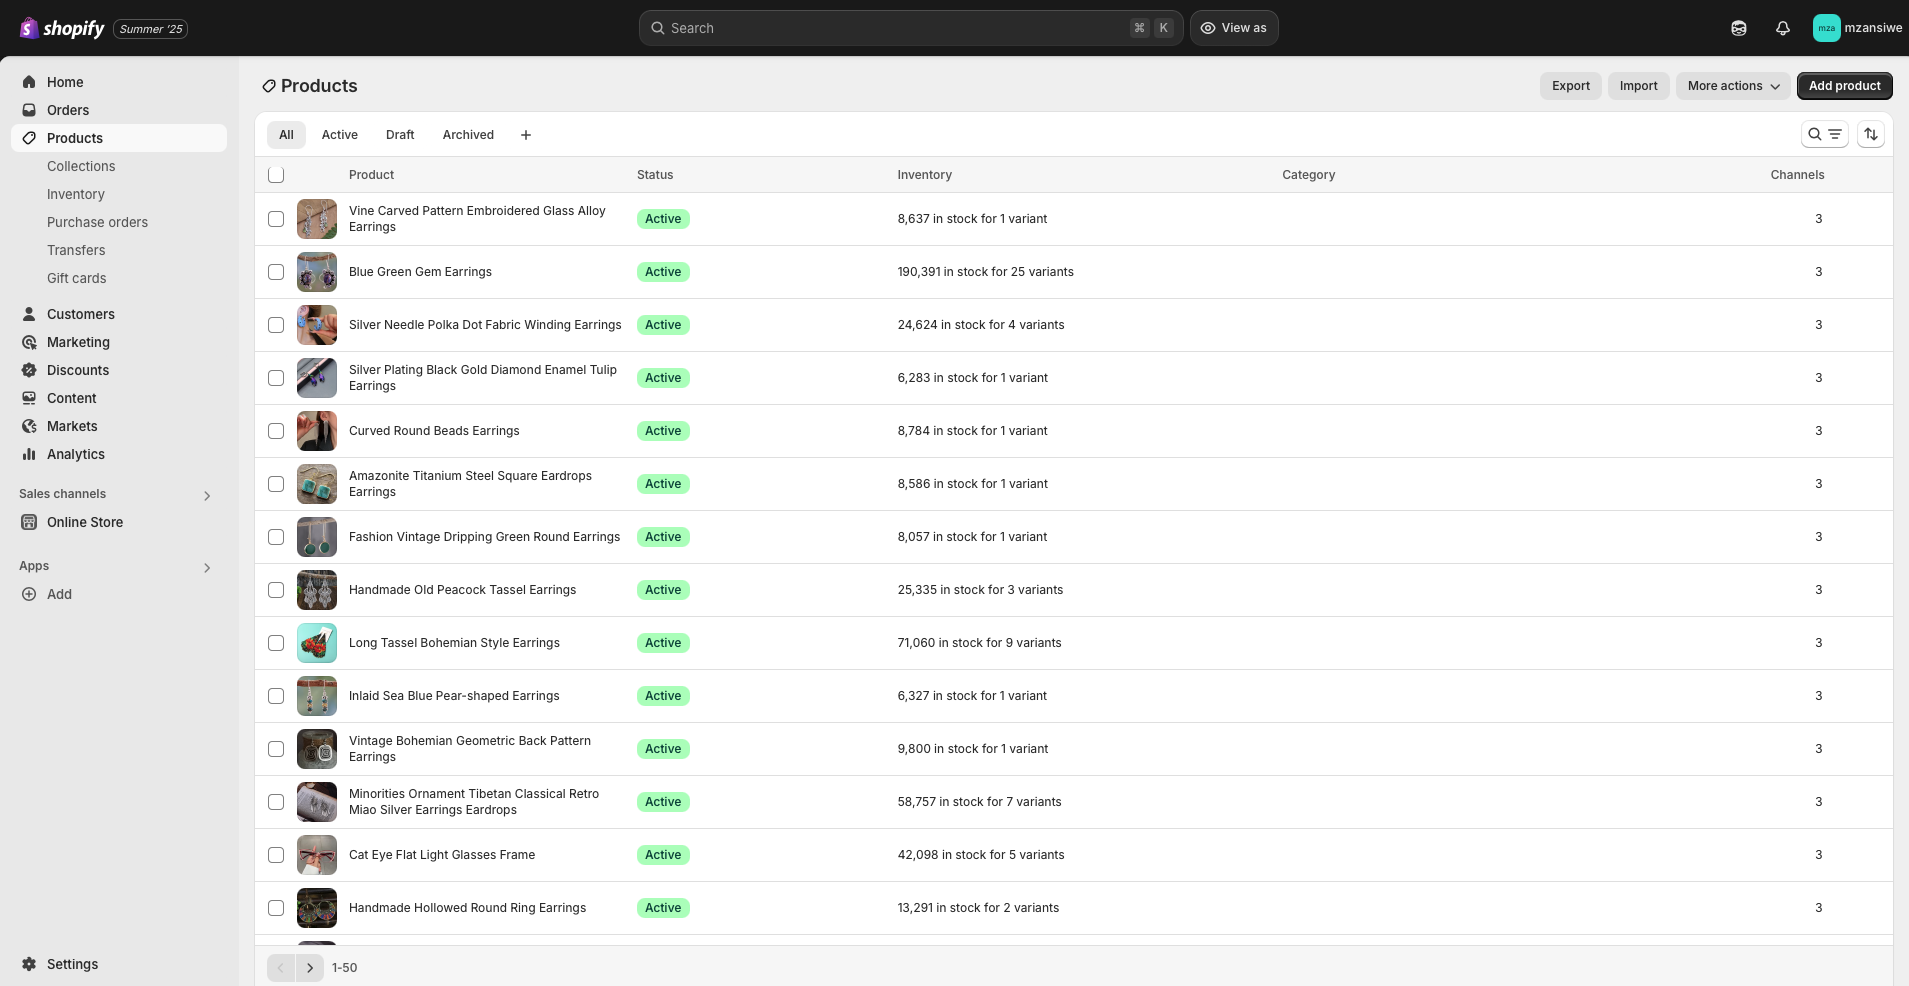 shopify Summer '25
Search ⌘ K
View as
mza mzansiwe
Home
Orders
Products
Collections
Inventory
Purchase orders
Transfers
Gift cards
Customers
Marketing
Discounts
Content
Markets
Analytics
Sales channels
Online Store
Apps
Add
Settings
Products
Export Import More actions Add product
All Active Draft Archived +
Product Status Inventory Category Channels
Vine Carved Pattern Embroidered Glass Alloy
Earrings
Active 8,637 in stock for 1 variant 3
Blue Green Gem Earrings Active 190,391 in stock for 25 variants 3
Silver Needle Polka Dot Fabric Winding Earrings Active 24,624 in stock for 4 variants 3
Silver Plating Black Gold Diamond Enamel Tulip
Earrings
Active 6,283 in stock for 1 variant 3
Curved Round Beads Earrings Active 8,784 in stock for 1 variant 3
Amazonite Titanium Steel Square Eardrops
Earrings
Active 8,586 in stock for 1 variant 3
Fashion Vintage Dripping Green Round Earrings Active 8,057 in stock for 1 variant 3
Handmade Old Peacock Tassel Earrings Active 25,335 in stock for 3 variants 3
Long Tassel Bohemian Style Earrings Active 71,060 in stock for 9 variants 3
Inlaid Sea Blue Pear-shaped Earrings Active 6,327 in stock for 1 variant 3
Vintage Bohemian Geometric Back Pattern
Earrings
Active 9,800 in stock for 1 variant 3
Minorities Ornament Tibetan Classical Retro
Miao Silver Earrings Eardrops
Active 58,757 in stock for 7 variants 3
Cat Eye Flat Light Glasses Frame Active 42,098 in stock for 5 variants 3
Handmade Hollowed Round Ring Earrings Active 13,291 in stock for 2 variants 3
1-50